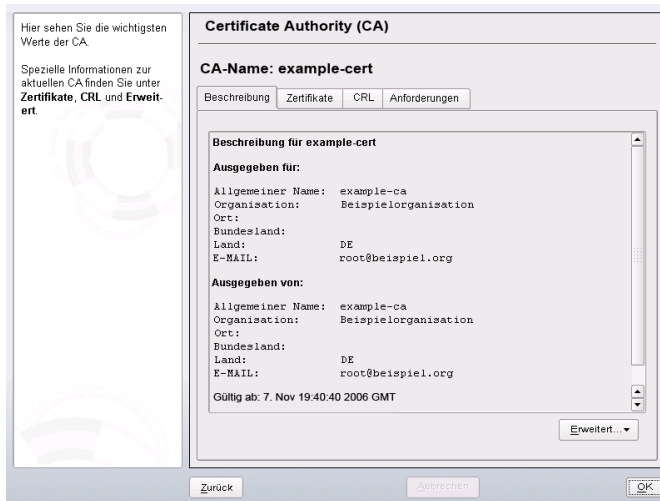 Hier sehen Sie die wichtigsten
Werte der CA.
Spezielle Informationen zur
aktuellen CA finden Sie unter
Zertifikate, CRL und Erweit-
ert.
Certificate Authority (CA)
CA-Name: example-cert
Beschreibung Zertifikate CRL Anforderungen
Beschreibung für example-cert
Ausgegeben für:
Allgemeiner Name: example-ca
Organisation: Beispielorganisation
Ort:
Bundesland:
Land: DE
E-MAIL: root@beispiel.org
Ausgegeben von:
Allgemeiner Name: example-ca
Organisation: Beispielorganisation
Ort:
Bundesland:
Land: DE
E-MAIL: root@beispiel.org
Gültig ab: 7. Nov 19:40:40 2006 GMT
Erweitert...
Zurück Abbrechen OK